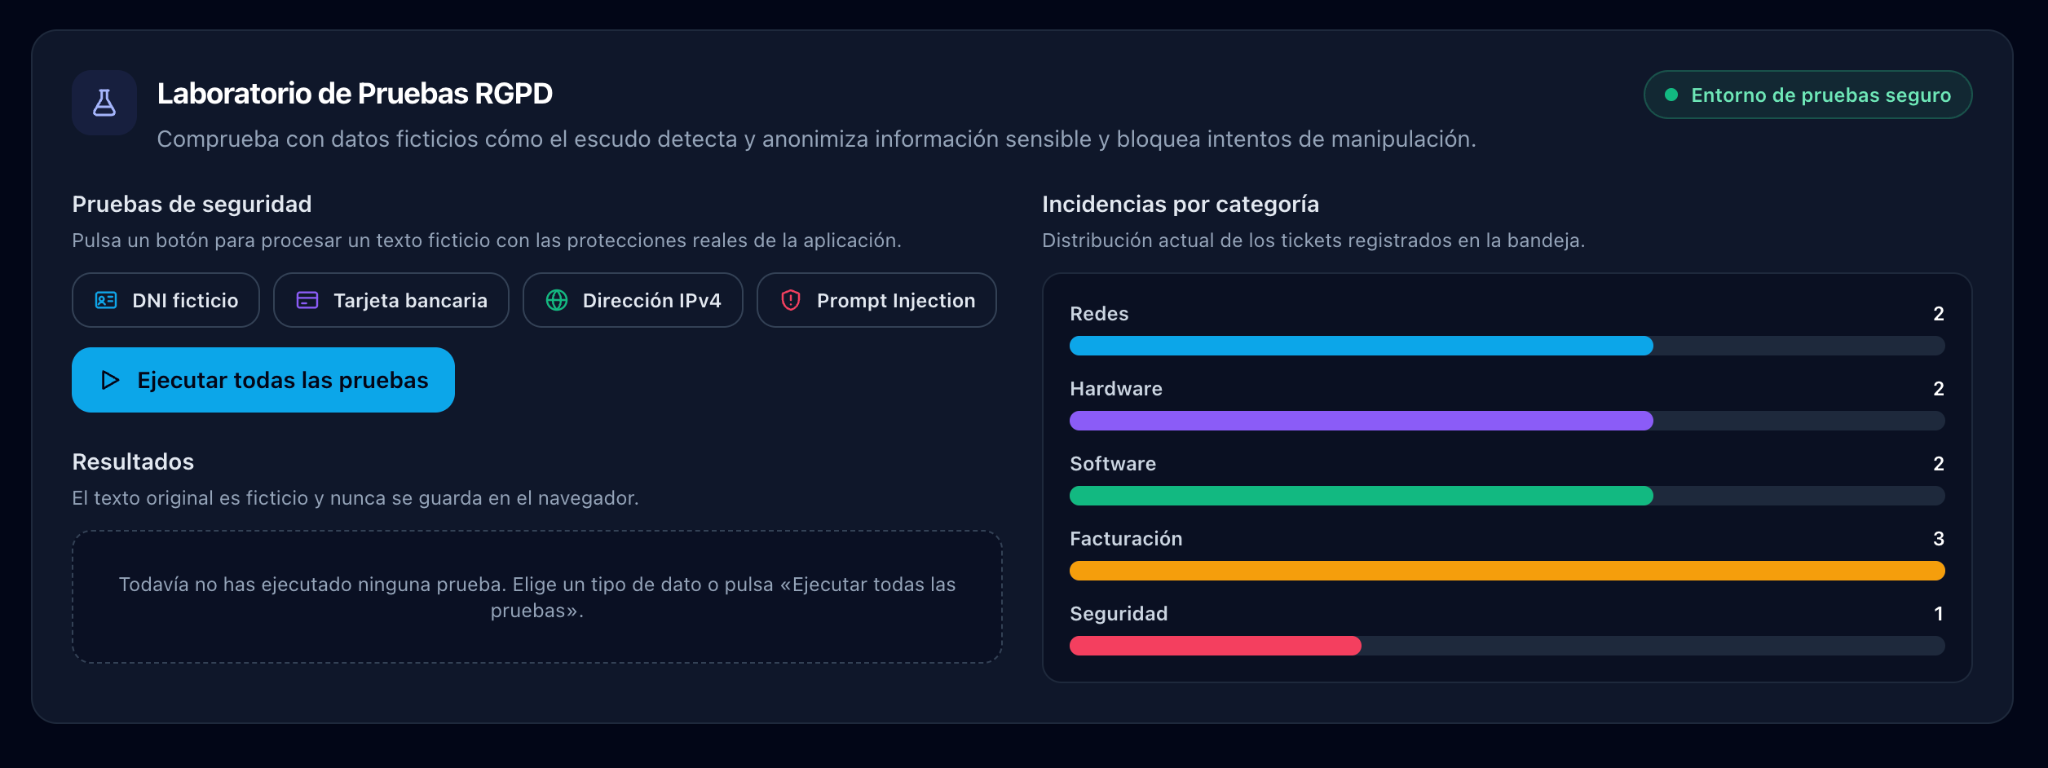 Laboratorio de Pruebas RGPD
Entorno de pruebas seguro
Comprueba con datos ficticios cómo el escudo detecta y anonimiza información sensible y bloquea intentos de manipulación.
Pruebas de seguridad
Pulsa un botón para procesar un texto ficticio con las protecciones reales de la aplicación.
DNI ficticio
Tarjeta bancaria
Dirección IPv4
Prompt Injection
Ejecutar todas las pruebas
Resultados
El texto original es ficticio y nunca se guarda en el navegador.
Todavía no has ejecutado ninguna prueba. Elige un tipo de dato o pulsa «Ejecutar todas las
pruebas».
Incidencias por categoría
Distribución actual de los tickets registrados en la bandeja.
Redes 2
Hardware 2
Software 2
Facturación 3
Seguridad 1